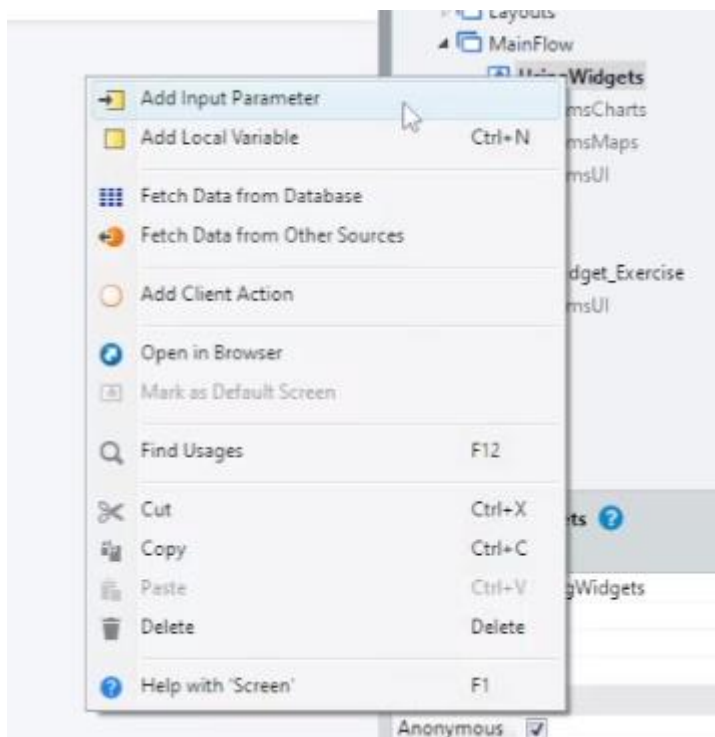 Layouts
MainFlow
UsingWidgets
Add Input Parameter
msCharts
Add Local Variable Ctrl+N
msMaps
msUI
Fetch Data from Database
Fetch Data from Other Sources
dget_Exercise
Add Client Action
msUI
Open in Browser
Mark as Default Screen
Find Usages F12
Cut Ctrl+X
ts ?
Copy Ctrl+C
Paste Ctrl+V
gWidgets
Delete Delete
Help with 'Screen' F1
Anonymous